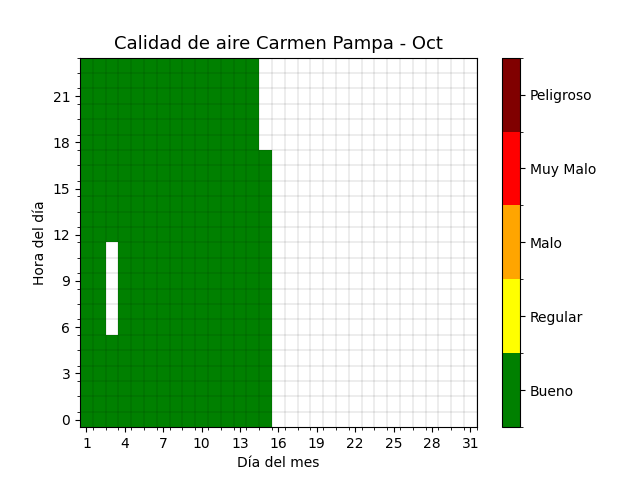 Calidad de aire Carmen Pampa - Oct
21
18
15
12
9
6
3
0
Hora del día
1 4 7 10 13 16 19 22 25 28 31
Día del mes
Peligroso
Muy Malo
Malo
Regular
Bueno